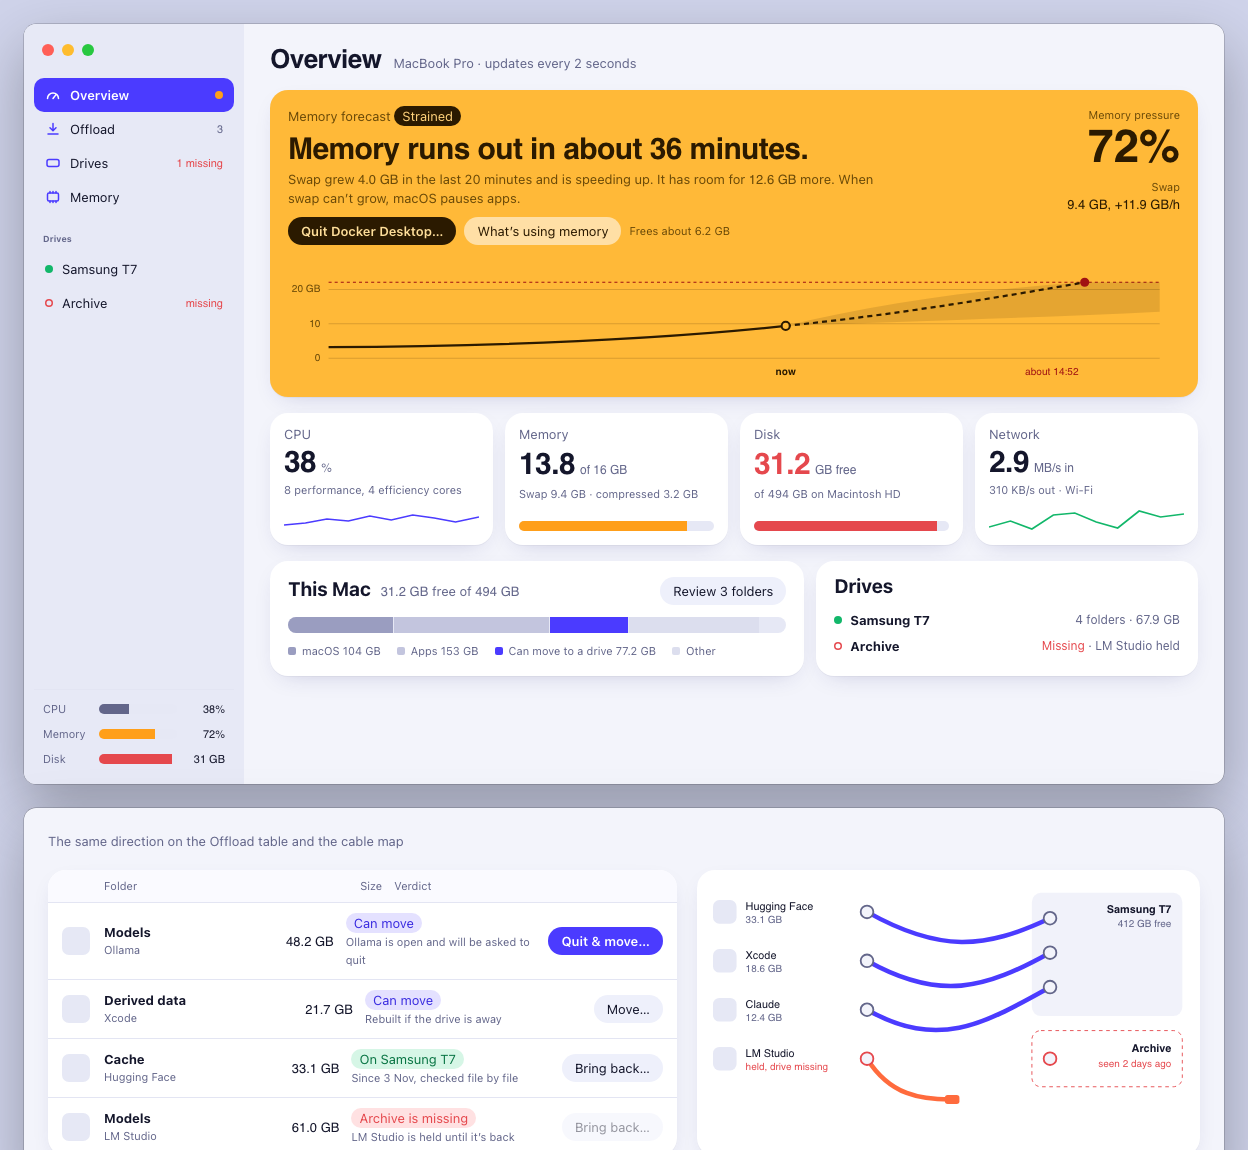 Overview
Offload 3
Drives 1 missing
Memory
Drives
Samsung T7
Archive missing
CPU 38%
Memory 72%
Disk 31 GB
Overview MacBook Pro · updates every 2 seconds
Memory forecast Strained
Memory runs out in about 36 minutes.
Swap grew 4.0 GB in the last 20 minutes and is speeding up. It has room for 12.6 GB more. When
swap can’t grow, macOS pauses apps.
Quit Docker Desktop… What’s using memory Frees about 6.2 GB
Memory pressure
72%
Swap
9.4 GB, +11.9 GB/h
20 GB
10
0
now about 14:52
CPU
38 %
8 performance, 4 efficiency cores
Memory
13.8 of 16 GB
Swap 9.4 GB · compressed 3.2 GB
Disk
31.2 GB free
of 494 GB on Macintosh HD
Network
2.9 MB/s in
310 KB/s out · Wi-Fi
This Mac 31.2 GB free of 494 GB Review 3 folders
macOS 104 GB Apps 153 GB Can move to a drive 77.2 GB Other
Drives
Samsung T7 4 folders · 67.9 GB
Archive Missing · LM Studio held
The same direction on the Offload table and the cable map
Folder Size Verdict
Models
Ollama
48.2 GB
Can move
Ollama is open and will be asked to
quit
Quit & move…
Derived data
Xcode
21.7 GB
Can move
Rebuilt if the drive is away
Move…
Cache
Hugging Face
33.1 GB
On Samsung T7
Since 3 Nov, checked file by file
Bring back…
Models
LM Studio
61.0 GB
Archive is missing
LM Studio is held until it’s back
Bring back…
Hugging Face
33.1 GB
Xcode
18.6 GB
Claude
12.4 GB
LM Studio
held, drive missing
Samsung T7
412 GB free
Archive
seen 2 days ago